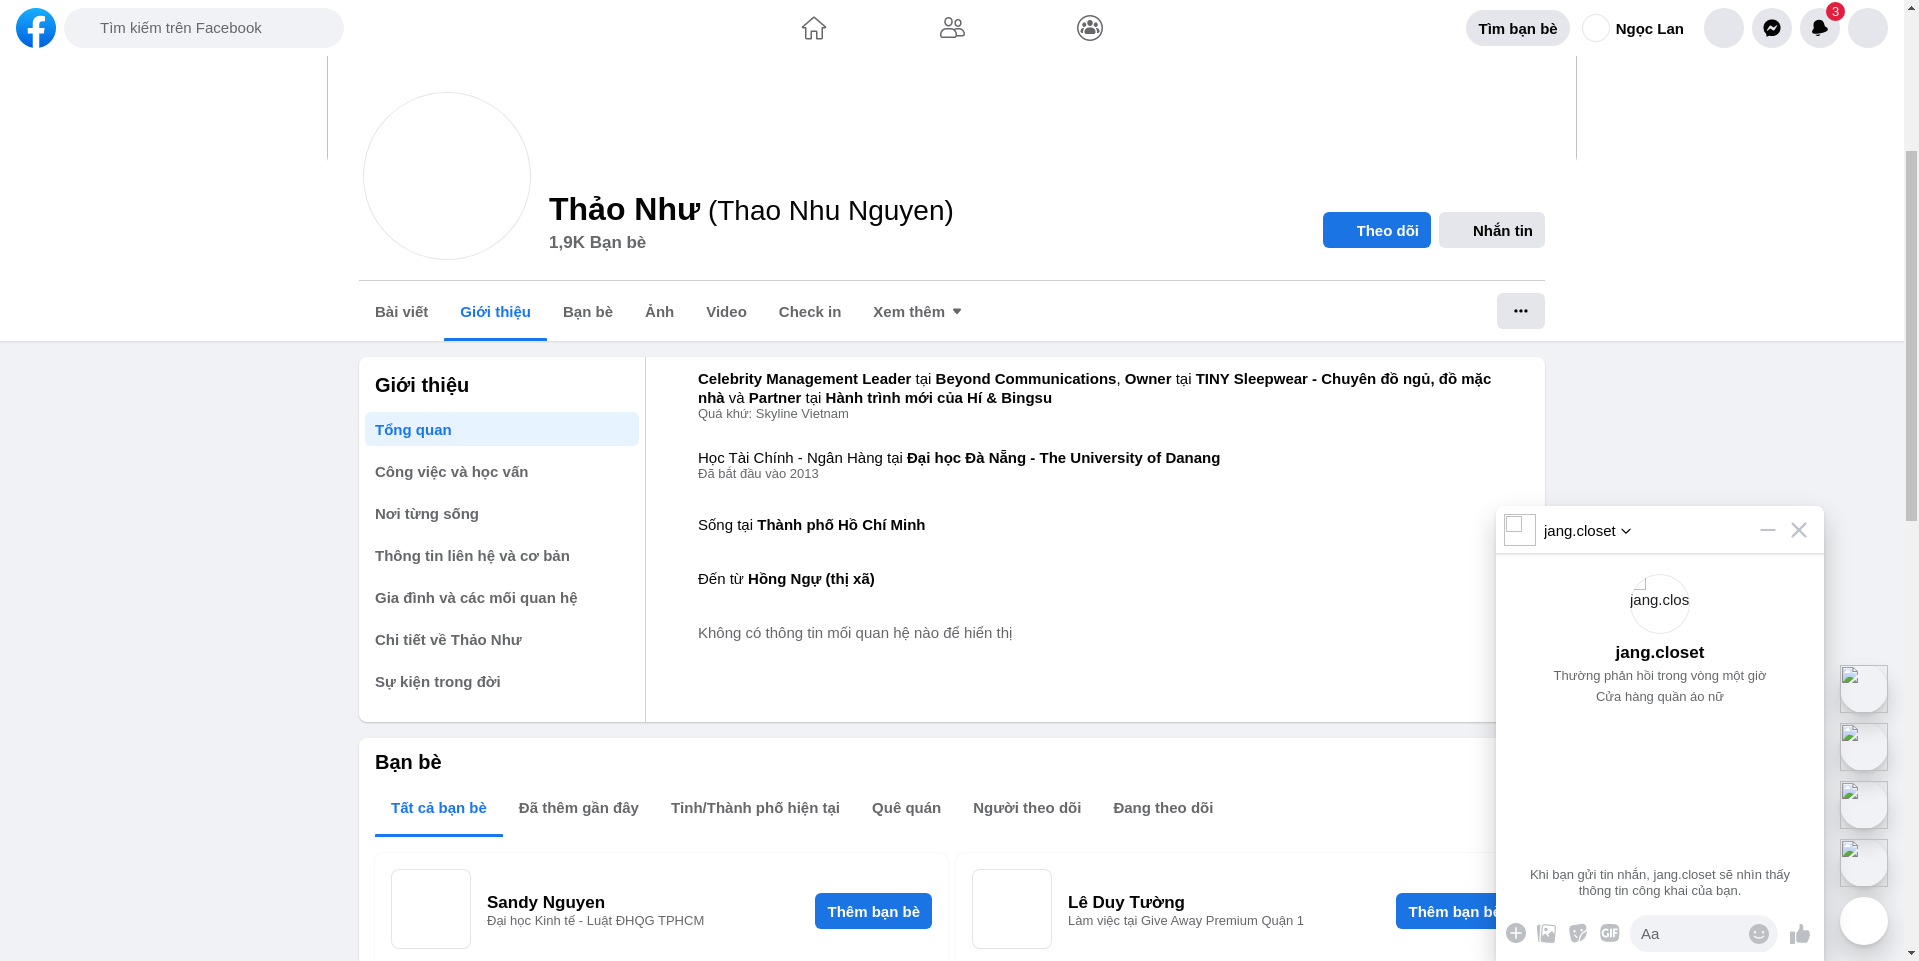 Tìm kiếm trên Facebook
Tìm bạn bè
Ngọc Lan
3
Thảo Như (Thao Nhu Nguyen)
1,9K Bạn bè
Theo dõi
Nhắn tin
Bài viết
Giới thiệu
Bạn bè
Ảnh
Video
Check in
Xem thêm
Giới thiệu
Tổng quan
Công việc và học vấn
Nơi từng sống
Thông tin liên hệ và cơ bản
Gia đình và các mối quan hệ
Chi tiết về Thảo Như
Sự kiện trong đời
Celebrity Management Leader tại Beyond Communications, Owner tại TINY Sleepwear - Chuyên đồ ngủ, đồ mặc
nhà và Partner tại Hành trình mới của Hí & Bingsu
Quá khứ: Skyline Vietnam
Học Tài Chính - Ngân Hàng tại Đại học Đà Nẵng - The University of Danang
Đã bắt đầu vào 2013
Sống tại Thành phố Hồ Chí Minh
Đến từ Hồng Ngự (thị xã)
Không có thông tin mối quan hệ nào để hiển thị
Bạn bè
Tất cả bạn bè
Đã thêm gần đây
Tỉnh/Thành phố hiện tại
Quê quán
Người theo dõi
Đang theo dõi
Sandy Nguyen
Đại học Kinh tế - Luật ĐHQG TPHCM
Thêm bạn bè
Lê Duy Tường
Làm việc tại Give Away Premium Quận 1
Thêm bạn bè
jang.closet
jang.clos
jang.closet
Thường phản hồi trong vòng một giờ
Cửa hàng quần áo nữ
Khi bạn gửi tin nhắn, jang.closet sẽ nhìn thấy
thông tin công khai của bạn.
GIF
Aa